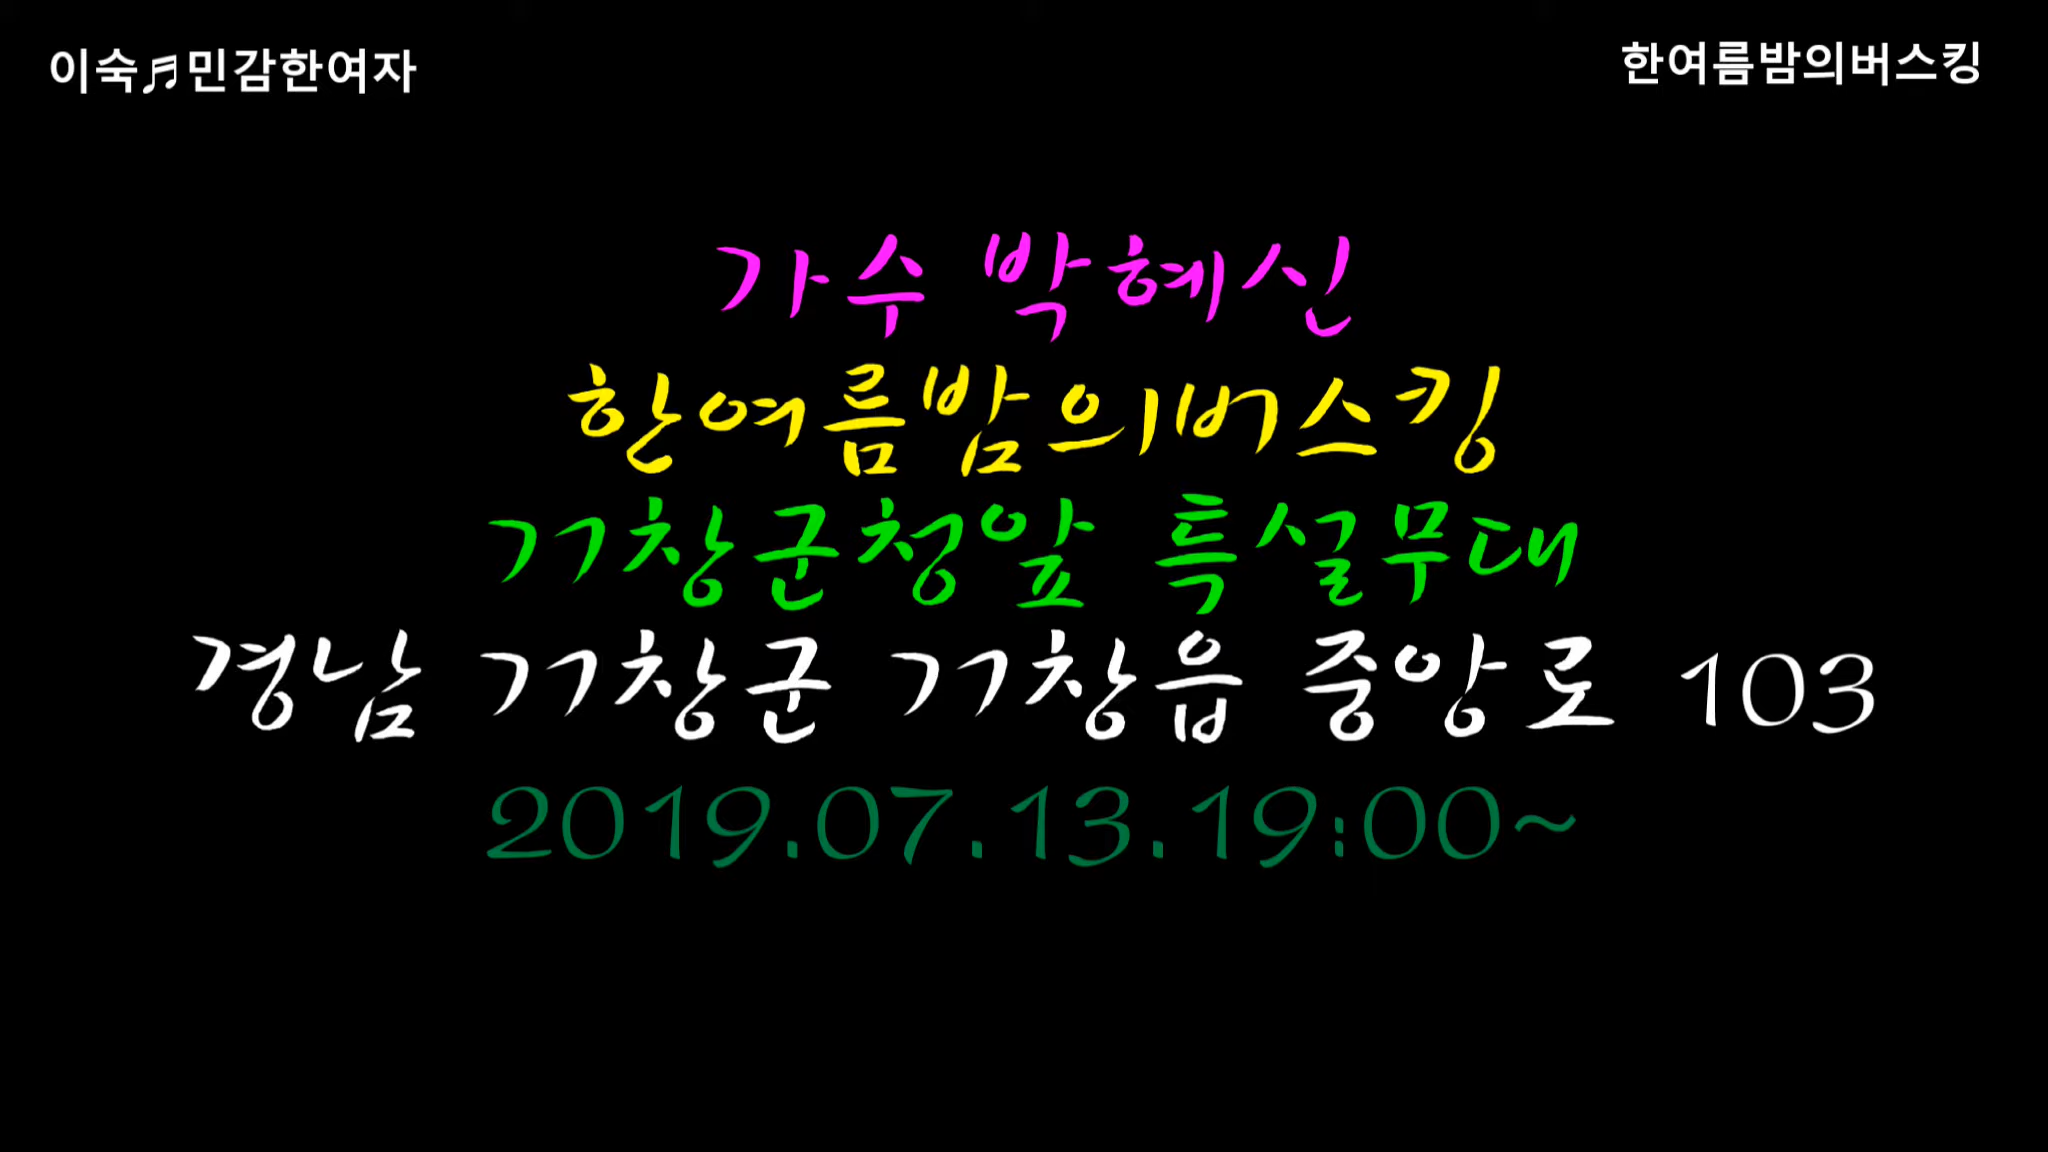 이숙♬민감한여자
한여름밤의버스킹
가수 박혜신
한여름밤의버스킹
거창군청앞 특설무대
경남 거창군 거창읍 중앙로 103
2019.07.13.19:00~